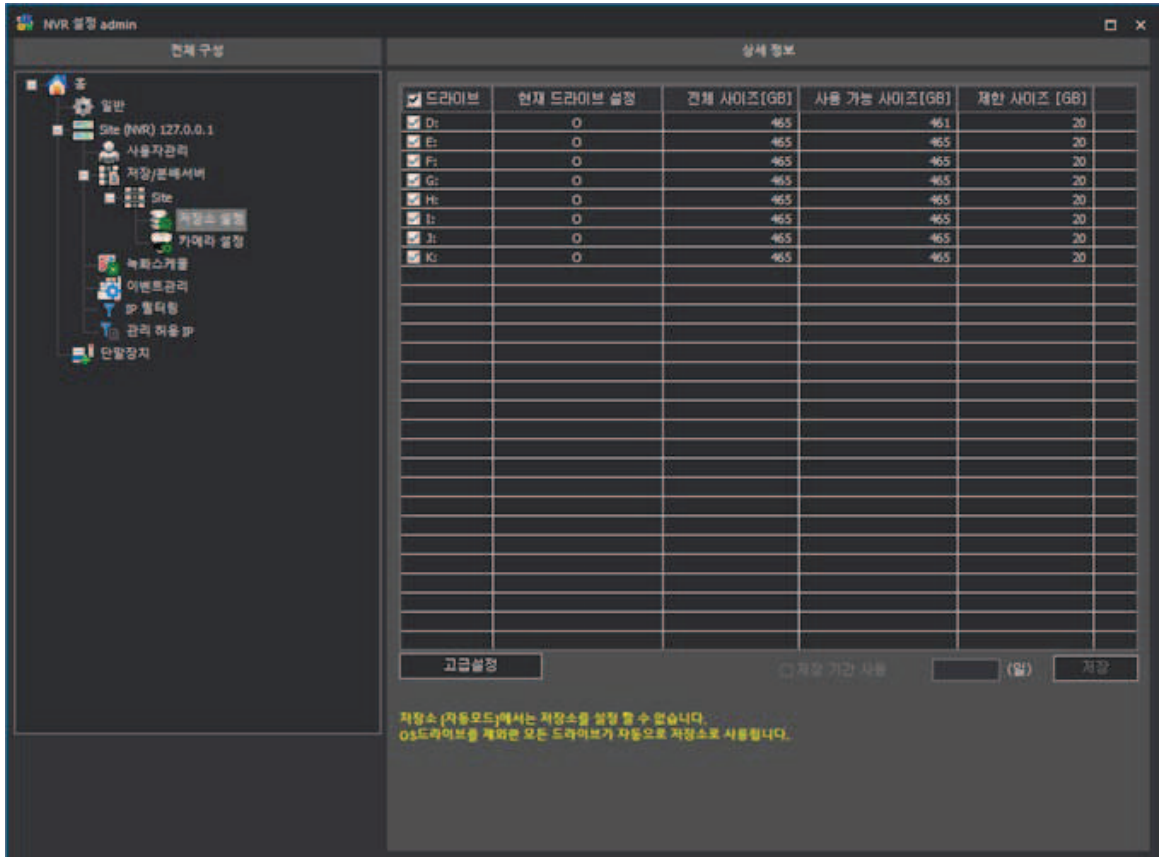 NVR 설정 admin
전체 구성
상세 정보
홈
일반
Site (NVR) 127.0.0.1
사용자관리
저장/분배서버
Site
저장소 설정
카메라 설정
녹화스케줄
이벤트관리
IP 필터링
관리 허용 IP
단말장치
드라이브 현재 드라이브 설정 전체 사이즈[GB] 사용 가능 사이즈[GB] 제한 사이즈 [GB]
D: O 465 461 20
E: O 465 465 20
F: O 465 465 20
G: O 465 465 20
H: O 465 465 20
I: O 465 465 20
J: O 465 465 20
K: O 465 465 20
고급설정 저장 기간 사용 (일) 저장
저장소 [자동모드]에서는 저장소를 설정 할 수 없습니다.
OS드라이브를 제외한 모든 드라이브가 자동으로 저장소로 사용됩니다.